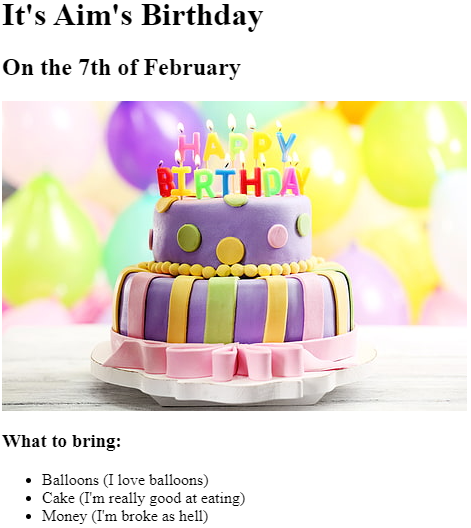 It's Aim's Birthday
On the 7th of February
HAPPY
BIRTHDAY
What to bring:
Balloons (I love balloons)
Cake (I'm really good at eating)
Money (I'm broke as hell)